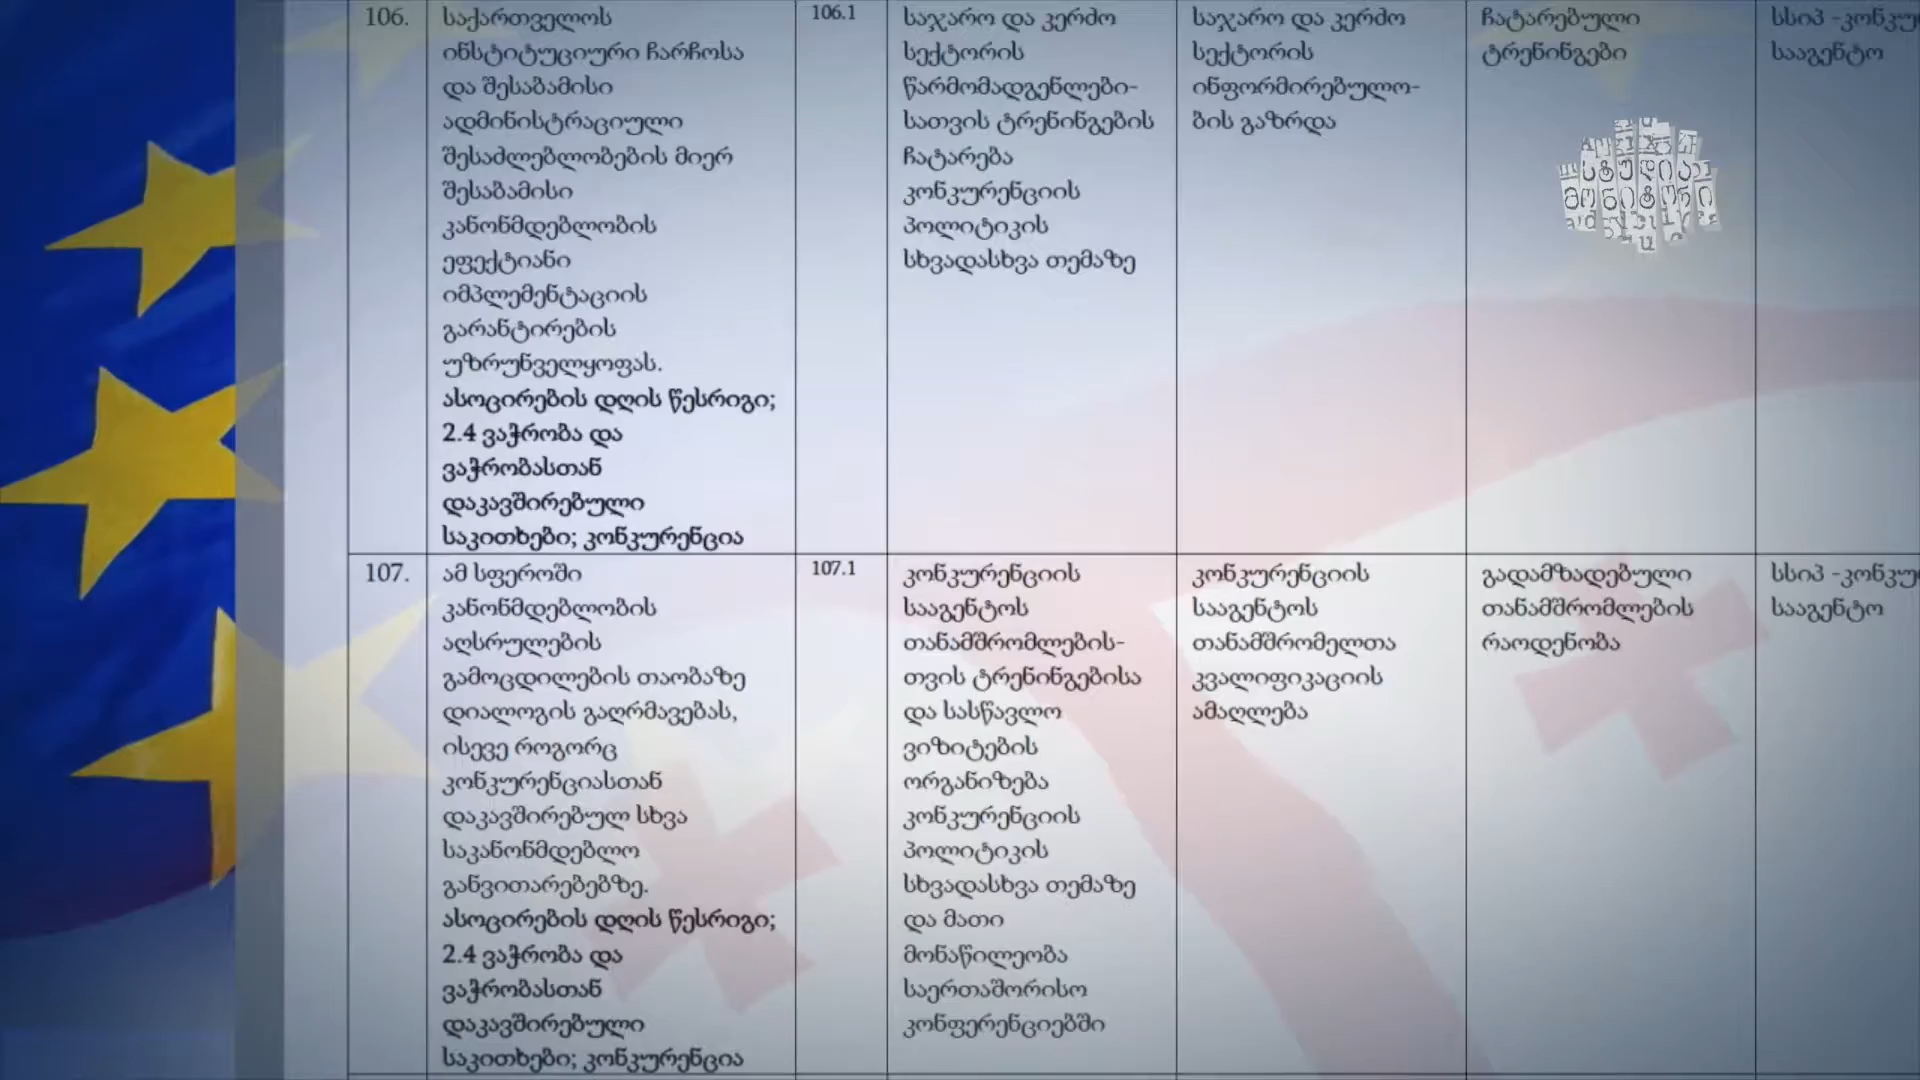 106.
საქართველოს
ინსტიტუციური ჩარჩოსა
და შესაბამისი
ადმინისტრაციული
შესაძლებლობების მიერ
შესაბამისი
კანონმდებლობის
ეფექტიანი
იმპლემენტაციის
გარანტირების
უზრუნველყოფას.
ასოცირების დღის წესრიგი;
2.4 ვაჭრობა და
ვაჭრობასთან
დაკავშირებული
საკითხები; კონკურენცია
106.1
საჯარო და კერძო
სექტორის
წარმომადგენლები-
სათვის ტრენინგების
ჩატარება
კონკურენციის
პოლიტიკის
სხვადასხვა თემაზე
საჯარო და კერძო
სექტორის
ინფორმირებულო-
ბის გაზრდა
ჩატარებული
ტრენინგები
სსიპ -კონკუ
სააგენტო
სტუდია
მონიტორი
107.
ამ სფეროში
კანონმდებლობის
აღსრულების
გამოცდილების თაობაზე
დიალოგის გაღრმავებას,
ისევე როგორც
კონკურენციასთან
დაკავშირებულ სხვა
საკანონმდებლო
განვითარებებზე.
ასოცირების დღის წესრიგი;
2.4 ვაჭრობა და
ვაჭრობასთან
დაკავშირებული
საკითხები; კონკურენცია
107.1
კონკურენციის
სააგენტოს
თანამშრომლების-
თვის ტრენინგებისა
და სასწავლო
ვიზიტების
ორგანიზება
კონკურენციის
პოლიტიკის
სხვადასხვა თემაზე
და მათი
მონაწილეობა
საერთაშორისო
კონფერენციებში
კონკურენციის
სააგენტოს
თანამშრომელთა
კვალიფიკაციის
ამაღლება
გადამზადებული
თანამშრომლების
რაოდენობა
სსიპ -კონკუ
სააგენტო